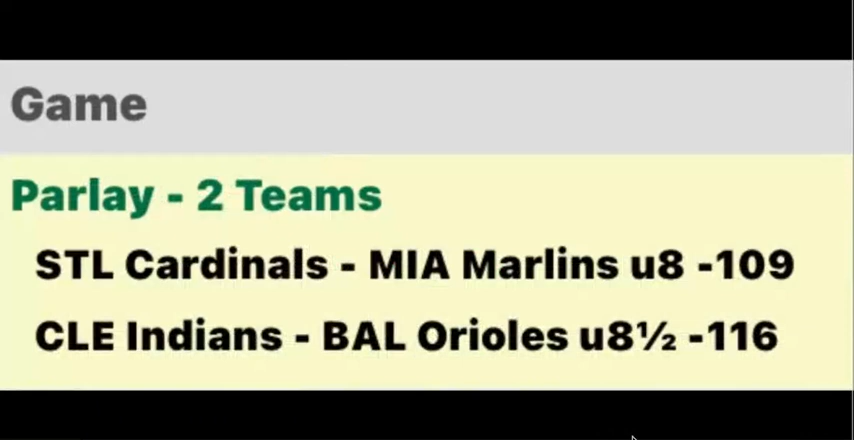 Game
Parlay - 2 Teams
STL Cardinals - MIA Marlins u8 -109
CLE Indians - BAL Orioles u8½ -116